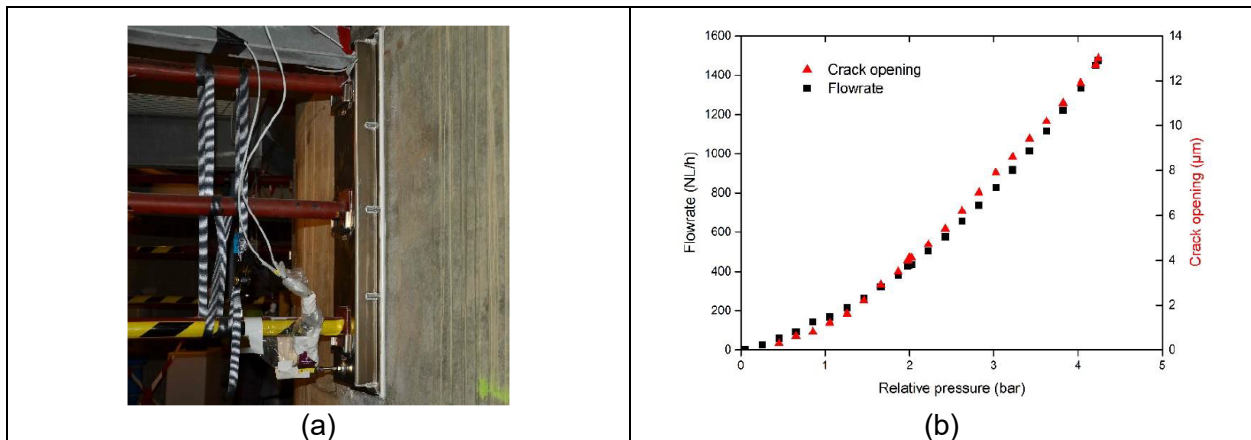 1600
1400
1200
1000
800
600
400
200
0
Flowrate (NL/h)
Crack opening
Flowrate
14
12
10
8
6
4
2
0
Crack opening (µm)
0 1 2 3 4 5
Relative pressure (bar)
(a)
(b)